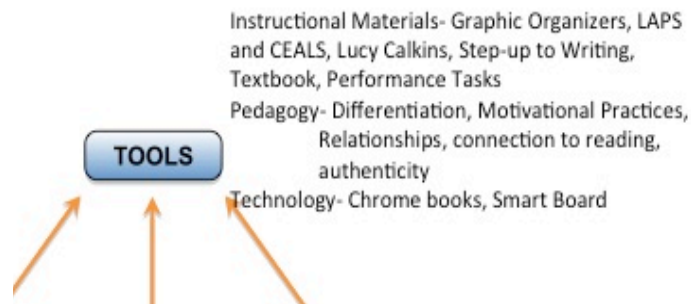 Instructional Materials- Graphic Organizers, LAPS
and CEALS, Lucy Calkins, Step-up to Writing,
Textbook, Performance Tasks
Pedagogy- Differentiation, Motivational Practices,
Relationships, connection to reading,
authenticity
Technology- Chrome books, Smart Board
TOOLS